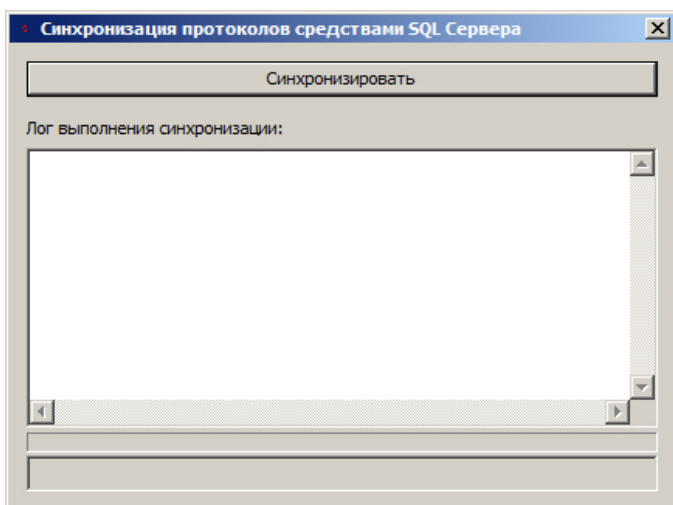 Синхронизация протоколов средствами SQL Сервера
Синхронизировать
Лог выполнения синхронизации: